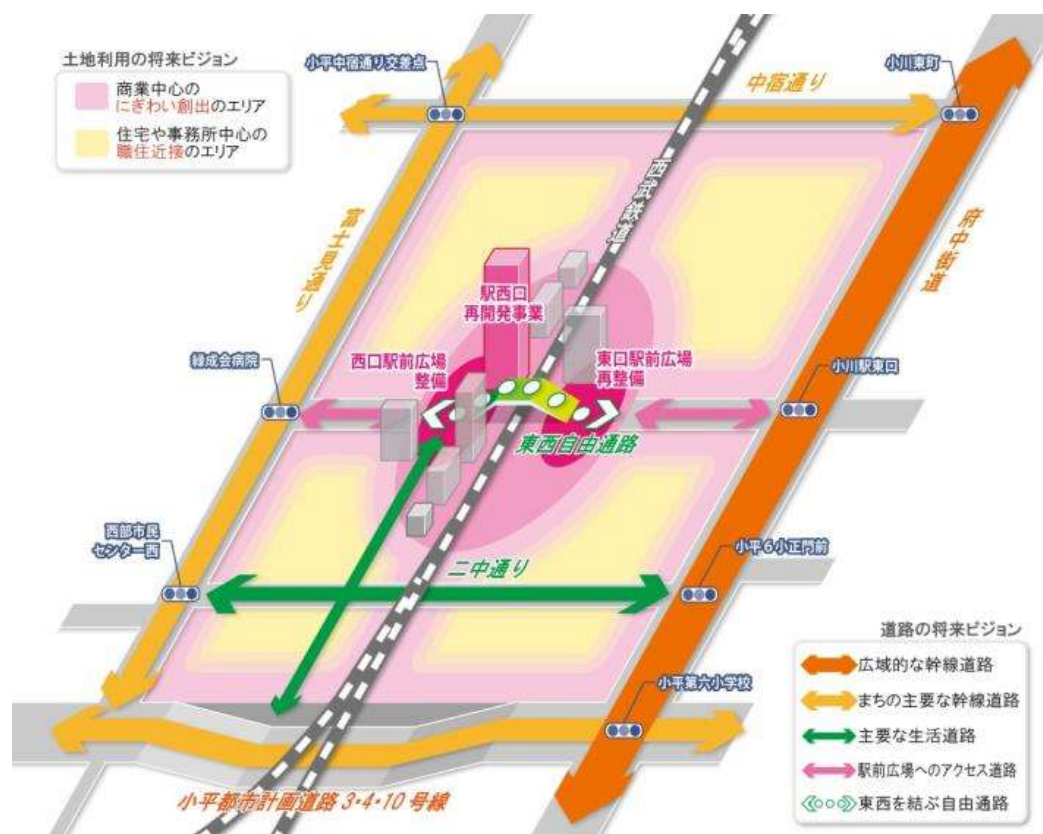 土地利用の将来ビジョン
商業中心の
にぎわい創出のエリア
住宅や事務所中心の
職住近接のエリア
小平中宿通り交差点
中宿通り
小川東町
西武鉄道
富士見通り
府中街道
駅西口
再開発事業
西口駅前広場
整備
東口駅前広場
再整備
緑成会病院
小川駅東口
東西自由通路
西部市民
センター西
二中通り
小平6小正門前
小平第六小学校
小平都市計画道路3・4・10号線
道路の将来ビジョン
広域的な幹線道路
まちの主要な幹線道路
主要な生活道路
駅前広場へのアクセス道路
東西を結ぶ自由通路